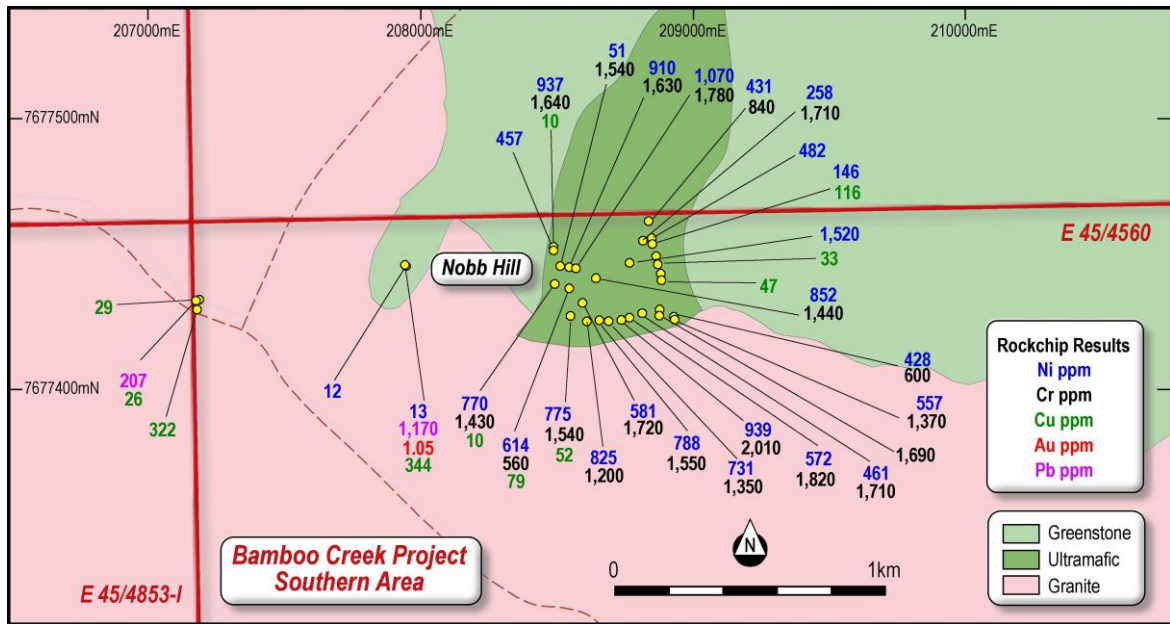 207000mE
208000mE
209000mE
210000mE
7677500mN
7677400mN
457
937
1,640
10
51
1,540
910
1,630
1,070
1,780
431
840
258
1,710
482
146
116
1,520
33
47
852
1,440
428
600
557
1,370
1,690
461
1,710
572
1,820
939
2,010
731
1,350
788
1,550
581
1,720
825
1,200
775
1,540
52
614
560
79
770
1,430
10
13
1,170
1.05
344
12
29
207
26
322
Nobb Hill
E 45/4560
E 45/4853-I
Bamboo Creek Project
Southern Area
N
0
1km
Rockchip Results
Ni ppm
Cr ppm
Cu ppm
Au ppm
Pb ppm
Greenstone
Ultramafic
Granite